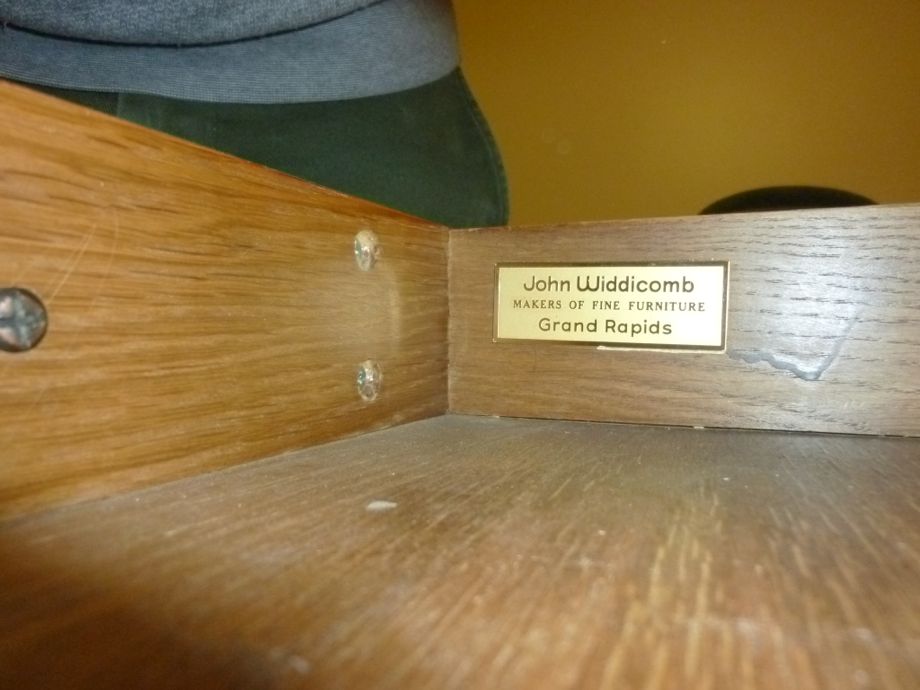 John Widdicomb
MAKERS OF FINE FURNITURE
Grand Rapids